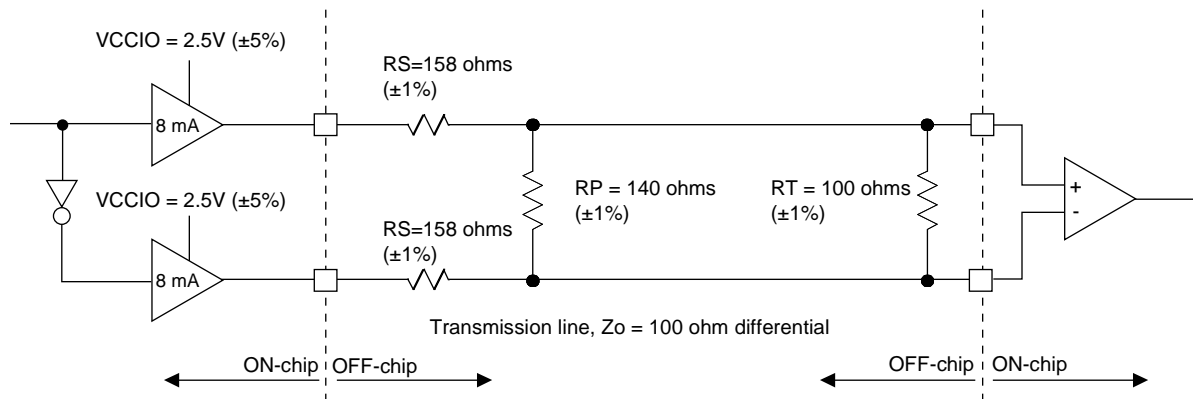 VCCIO = 2.5V (±5%)
8 mA
RS=158 ohms
(±1%)
VCCIO = 2.5V (±5%)
8 mA
RS=158 ohms
(±1%)
RP = 140 ohms
(±1%)
RT = 100 ohms
(±1%)
+
-
Transmission line, Zo = 100 ohm differential
ON-chip
OFF-chip
OFF-chip
ON-chip